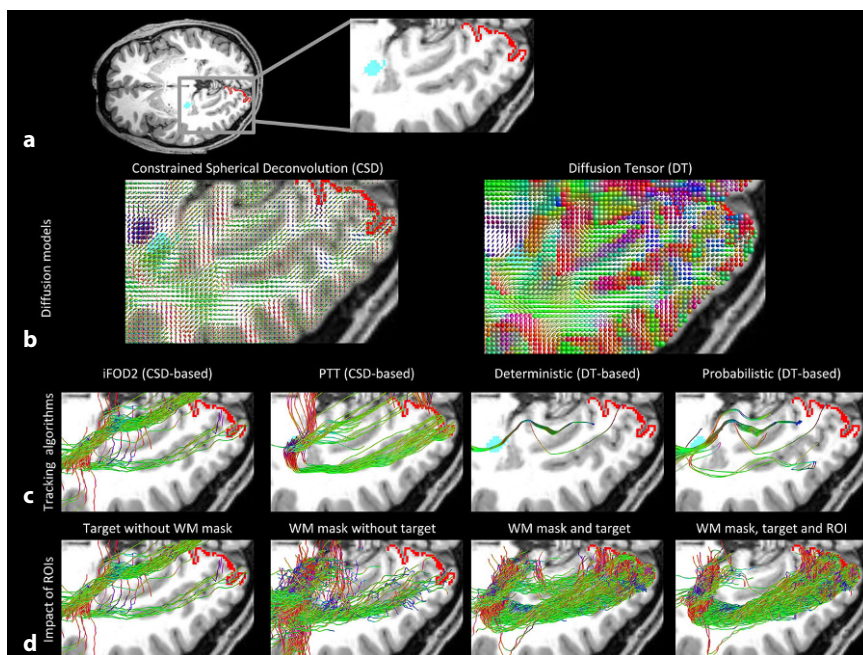 a
Constrained Spherical Deconvolution (CSD)
Diffusion Tensor (DT)
Diffusion models
b
iFOD2 (CSD-based)
PTT (CSD-based)
Deterministic (DT-based)
Probabilistic (DT-based)
Tracking algorithms
c
Target without WM mask
WM mask without target
WM mask and target
WM mask, target and ROI
Impact of ROIs
d